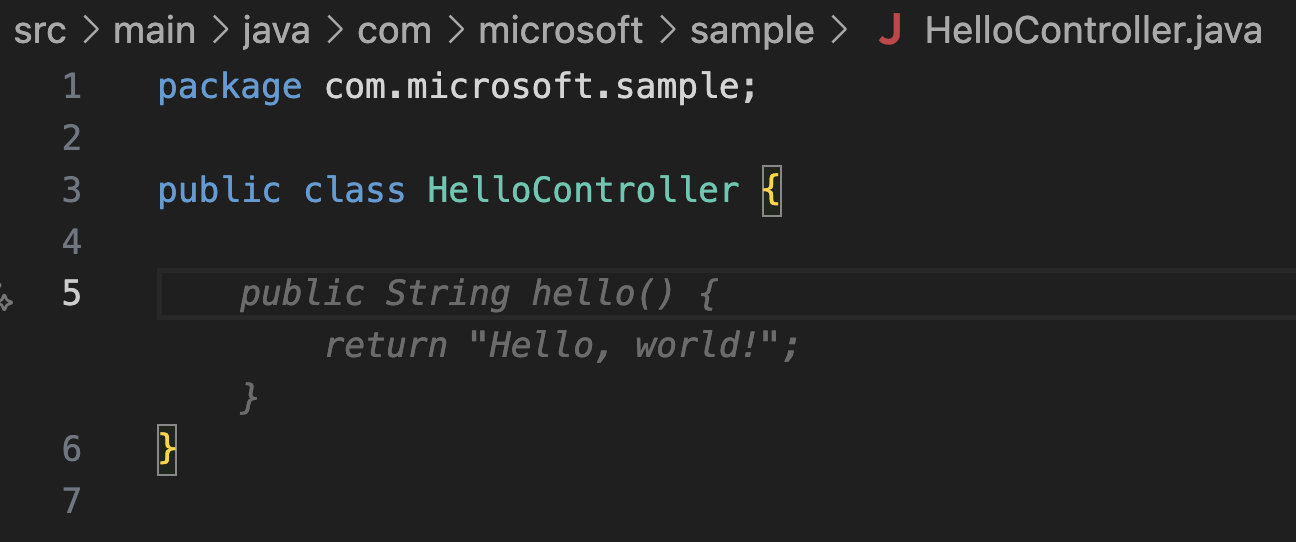 src > main > java > com > microsoft > sample > J HelloController.java
1 package com.microsoft.sample;
2
3 public class HelloController {
4
5 public String hello() {
return "Hello, world!";
}
6 }
7